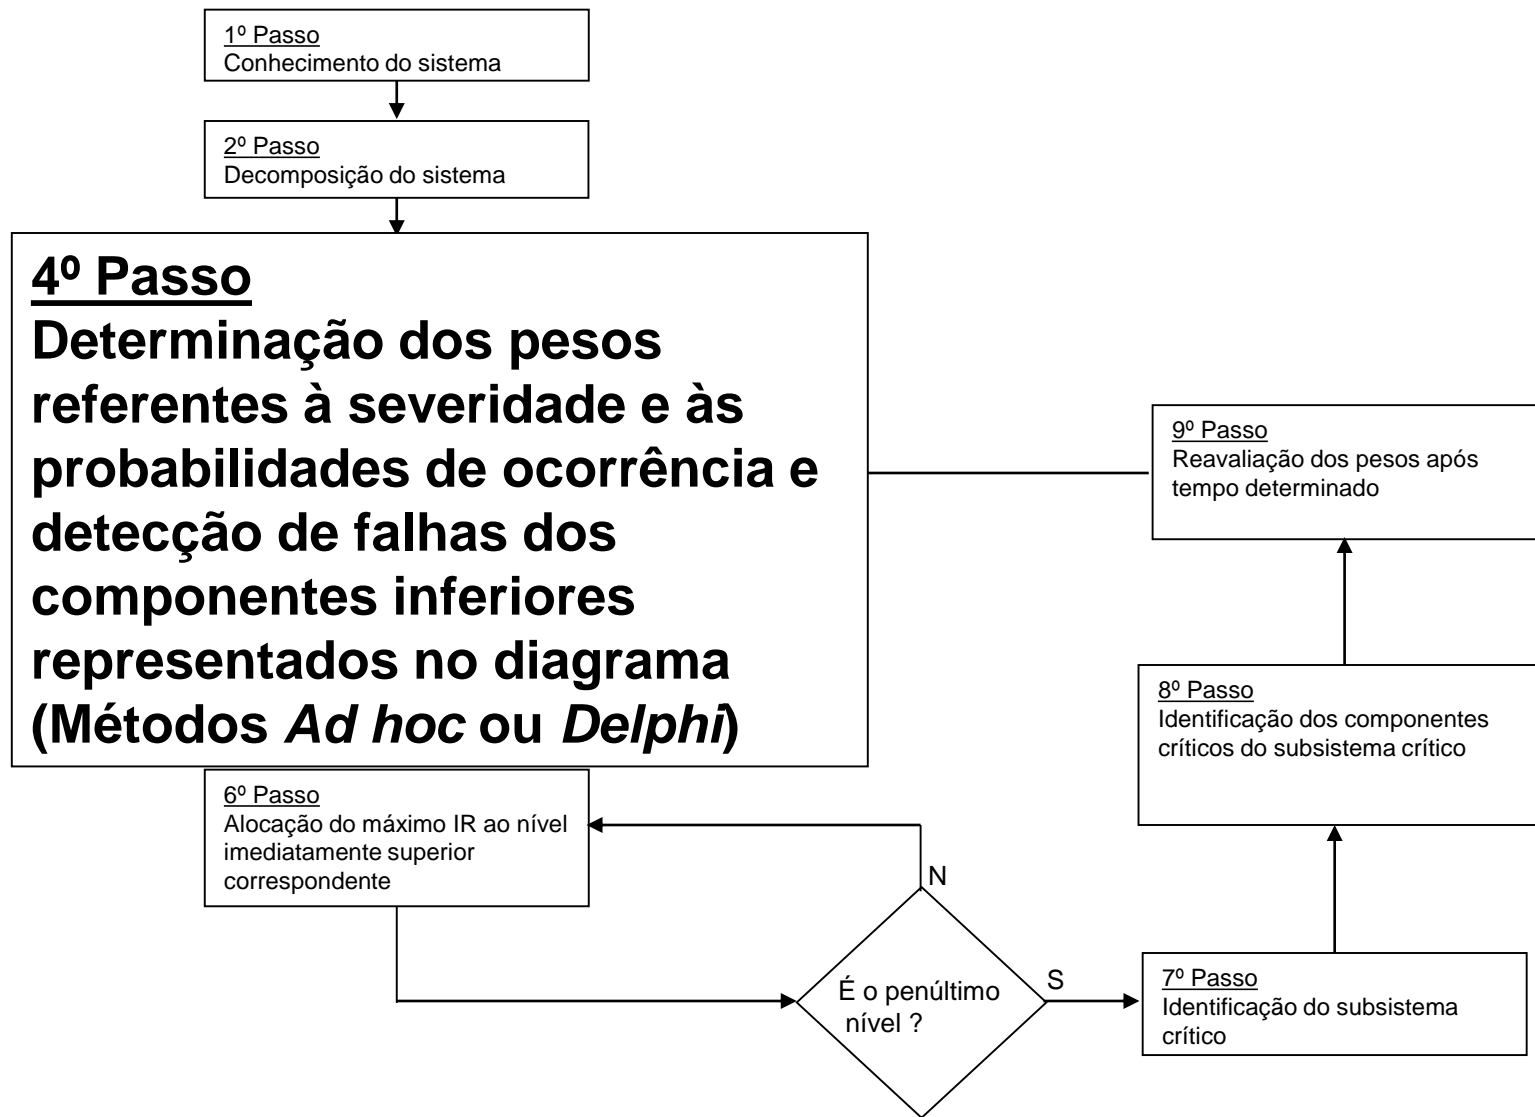 1º Passo
Conhecimento do sistema
2º Passo
Decomposição do sistema
4º Passo
Determinação dos pesos
referentes à severidade e às
probabilidades de ocorrência e
detecção de falhas dos
componentes inferiores
representados no diagrama
(Métodos Ad hoc ou Delphi)
6º Passo
Alocação do máximo IR ao nível
imediatamente superior
correspondente
N
É o penúltimo
nível ?
S
7º Passo
Identificação do subsistema
crítico
8º Passo
Identificação dos componentes
críticos do subsistema crítico
9º Passo
Reavaliação dos pesos após
tempo determinado